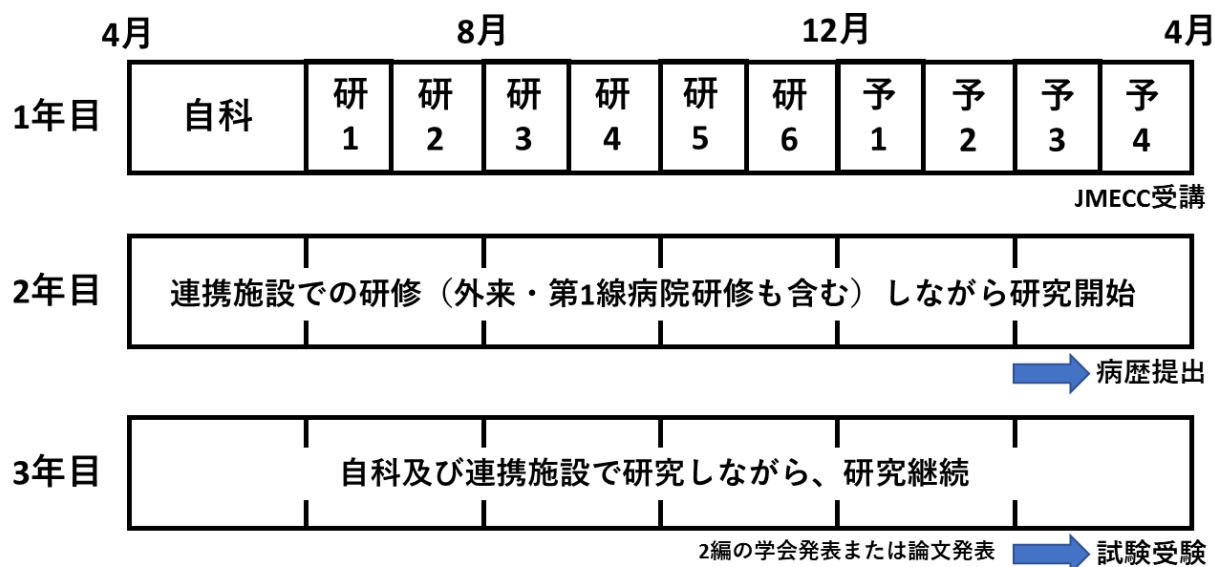 4月 8月 12月 4月
1年目 自科 研1 研2 研3 研4 研5 研6 予1 予2 予3 予4
JMECC受講
2年目 連携施設での研修（外来・第1線病院研修も含む）しながら研究開始
病歴提出
3年目 自科及び連携施設で研究しながら、研究継続
2編の学会発表または論文発表 試験受験